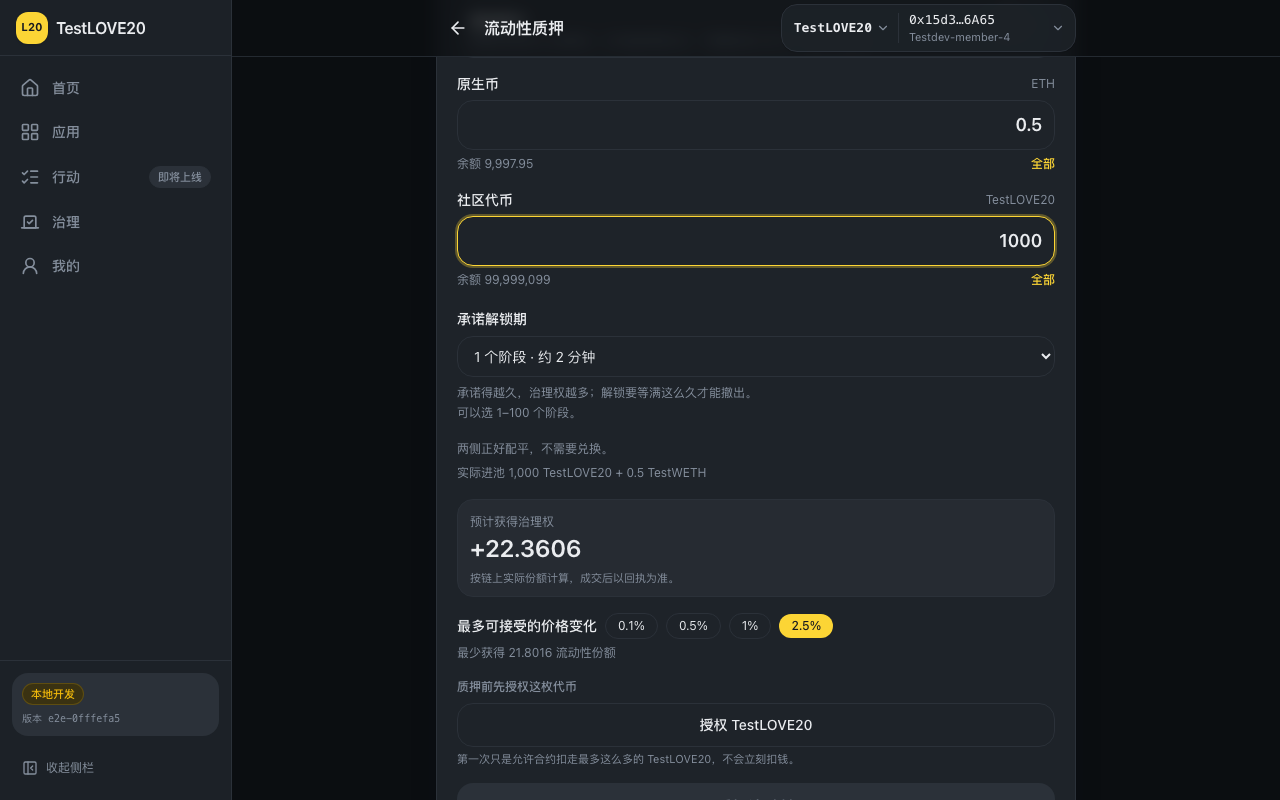 L20 TestLOVE20
首页
应用
行动 即将上线
治理
我的
本地开发
版本 e2e-0fffefa5
收起侧栏
流动性质押
TestLOVE20
0x15d3…6A65
Testdev-member-4
原生币 ETH
0.5
余额 9,997.95 全部
社区代币 TestLOVE20
1000
余额 99,999,099 全部
承诺解锁期
1 个阶段 · 约 2 分钟
承诺得越久，治理权越多；解锁要等满这么久才能撤出。
可以选 1–100 个阶段。
两侧正好配平，不需要兑换。
实际进池 1,000 TestLOVE20 + 0.5 TestWETH
预计获得治理权
+22.3606
按链上实际份额计算，成交后以回执为准。
最多可接受的价格变化 0.1% 0.5% 1% 2.5%
最少获得 21.8016 流动性份额
质押前先授权这枚代币
授权 TestLOVE20
第一次只是允许合约扣走最多这么多的 TestLOVE20，不会立刻扣钱。